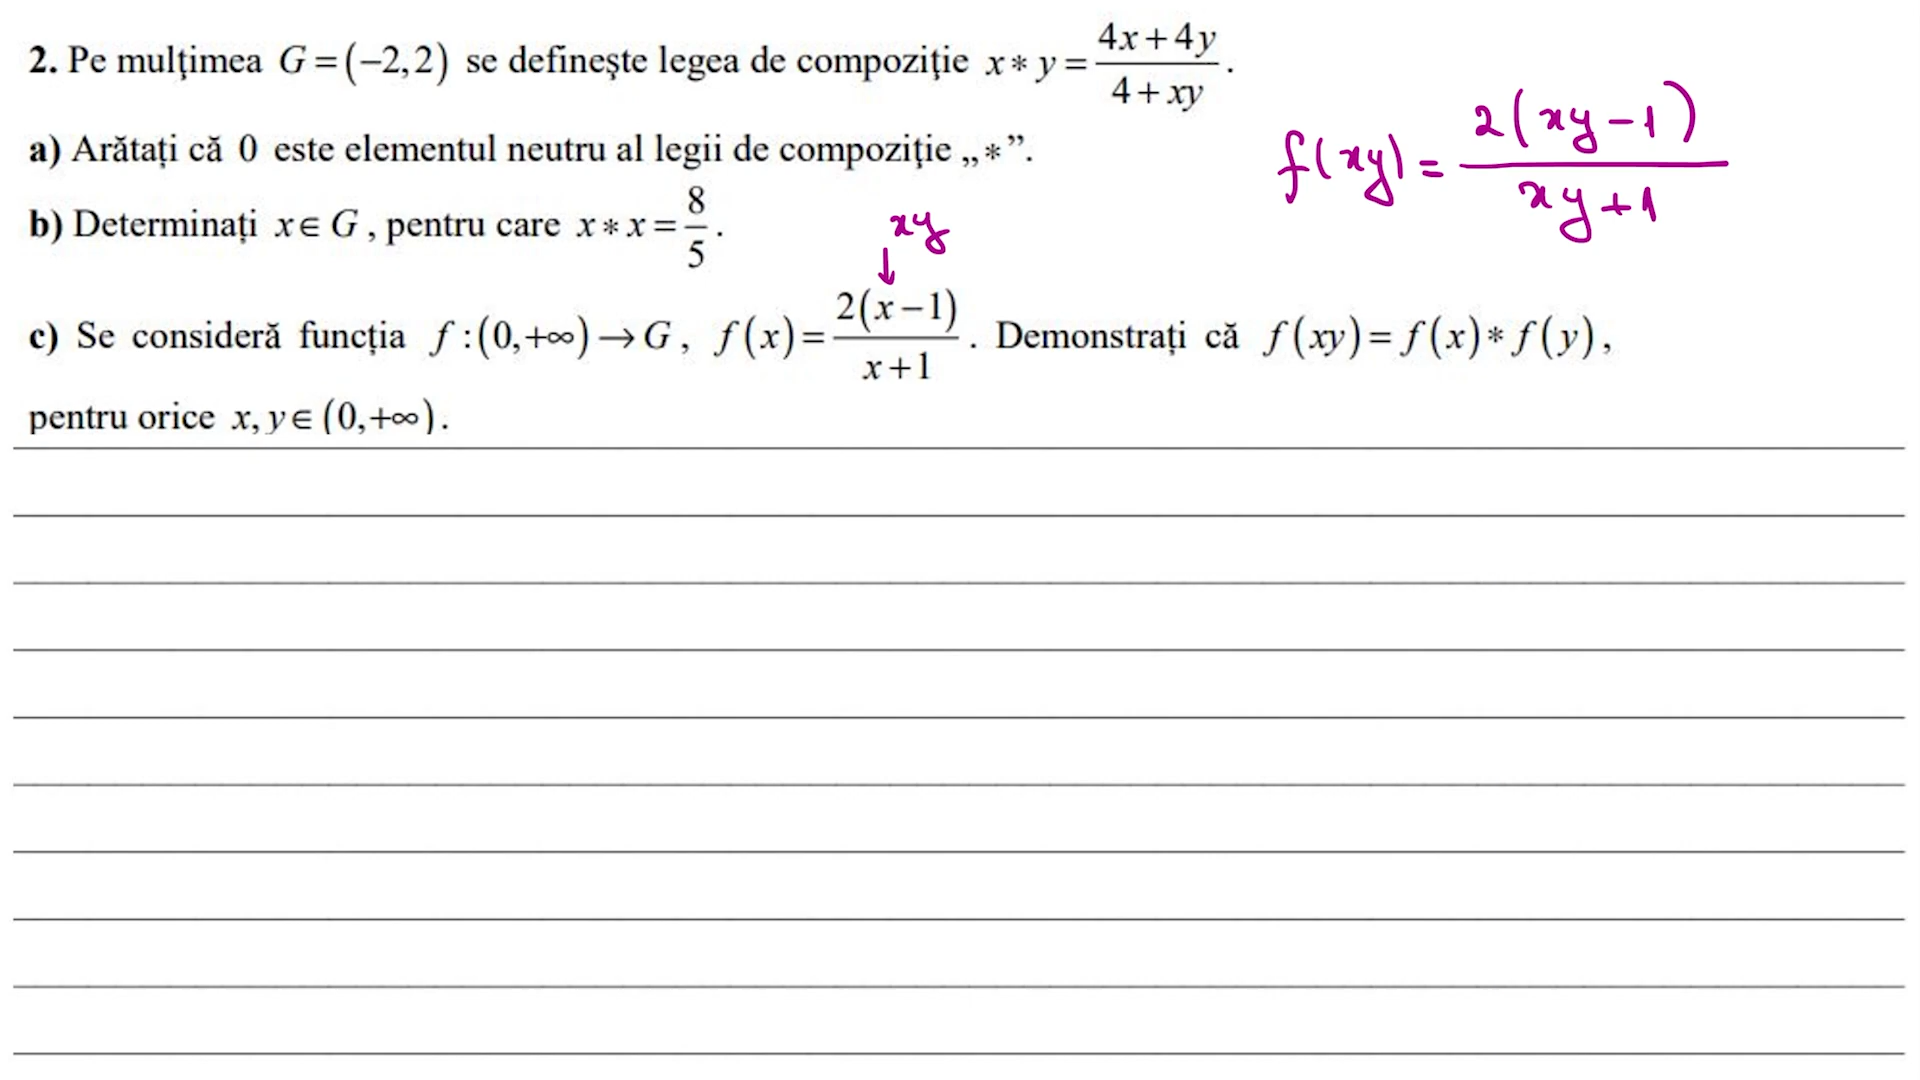 2. Pe mulțimea G=(−2,2) se definește legea de compoziție x∗y=(4x+4y)/(4+xy).
a) Arătați că 0 este elementul neutru al legii de compoziție „∗”.
f(xy)=2(xy−1)/(xy+1)
b) Determinați x∈G, pentru care x∗x=8/5.
xy
↓
c) Se consideră funcția f:(0,+∞)→G, f(x)=2(x−1)/(x+1). Demonstrați că f(xy)=f(x)∗f(y),
pentru orice x,y∈(0,+∞).